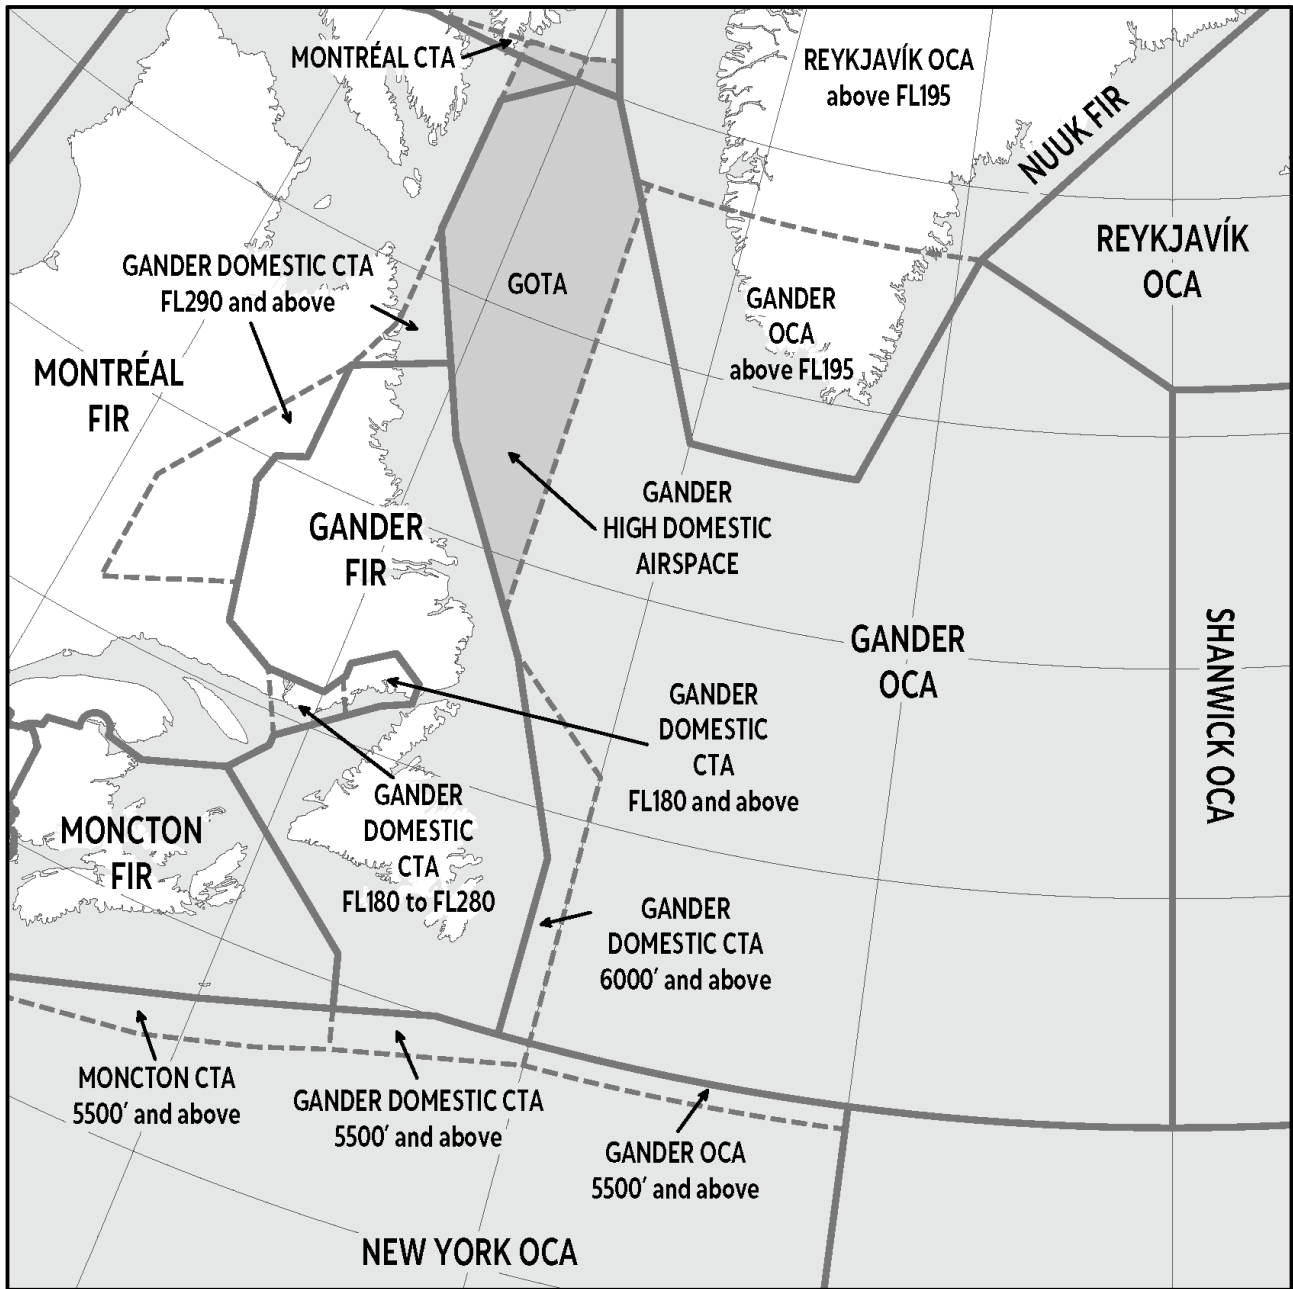 MONTRÉAL CTA
REYKJAVÍK OCA
above FL195
NUUK FIR
GANDER DOMESTIC CTA
FL290 and above
GOTA
REYKJAVÍK
OCA
GANDER
OCA
above FL195
MONTRÉAL
FIR
GANDER
HIGH DOMESTIC
AIRSPACE
GANDER
FIR
GANDER
OCA
SHANWICK OCA
GANDER
DOMESTIC
CTA
FL180 and above
GANDER
DOMESTIC
CTA
FL180 to FL280
MONCTON
FIR
GANDER
DOMESTIC CTA
6000′ and above
MONCTON CTA
5500′ and above
GANDER DOMESTIC CTA
5500′ and above
GANDER OCA
5500′ and above
NEW YORK OCA